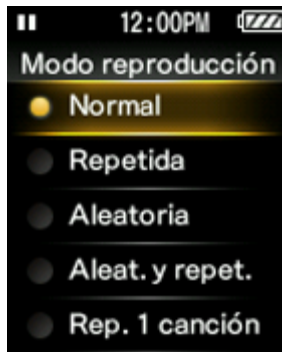 12:00PM
Modo reproducción
Normal
Repetida
Aleatoria
Aleat. y repet.
Rep. 1 canción